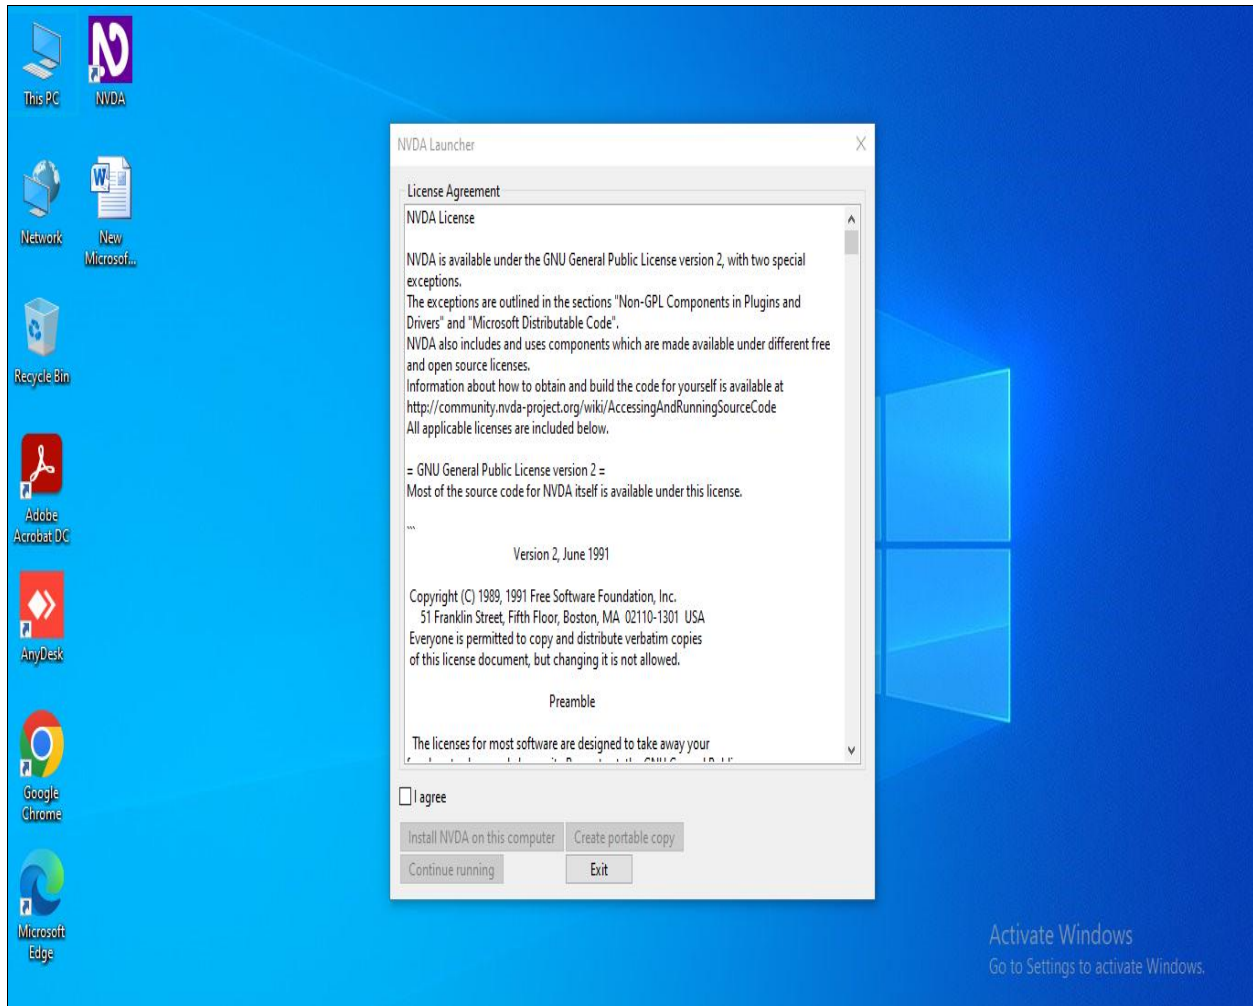 This PC
NVDA
Network
New
Microsof...
Recycle Bin
Adobe
Acrobat DC
AnyDesk
Google
Chrome
Microsoft
Edge
NVDA Launcher
License Agreement
NVDA License
NVDA is available under the GNU General Public License version 2, with two special
exceptions.
The exceptions are outlined in the sections "Non-GPL Components in Plugins and
Drivers" and "Microsoft Distributable Code".
NVDA also includes and uses components which are made available under different free
and open source licenses.
Information about how to obtain and build the code for yourself is available at
http://community.nvda-project.org/wiki/AccessingAndRunningSourceCode
All applicable licenses are included below.
= GNU General Public License version 2 =
Most of the source code for NVDA itself is available under this license.
```
Version 2, June 1991
Copyright (C) 1989, 1991 Free Software Foundation, Inc.
51 Franklin Street, Fifth Floor, Boston, MA 02110-1301 USA
Everyone is permitted to copy and distribute verbatim copies
of this license document, but changing it is not allowed.
Preamble
The licenses for most software are designed to take away your
I agree
Install NVDA on this computer
Create portable copy
Continue running
Exit
Activate Windows
Go to Settings to activate Windows.